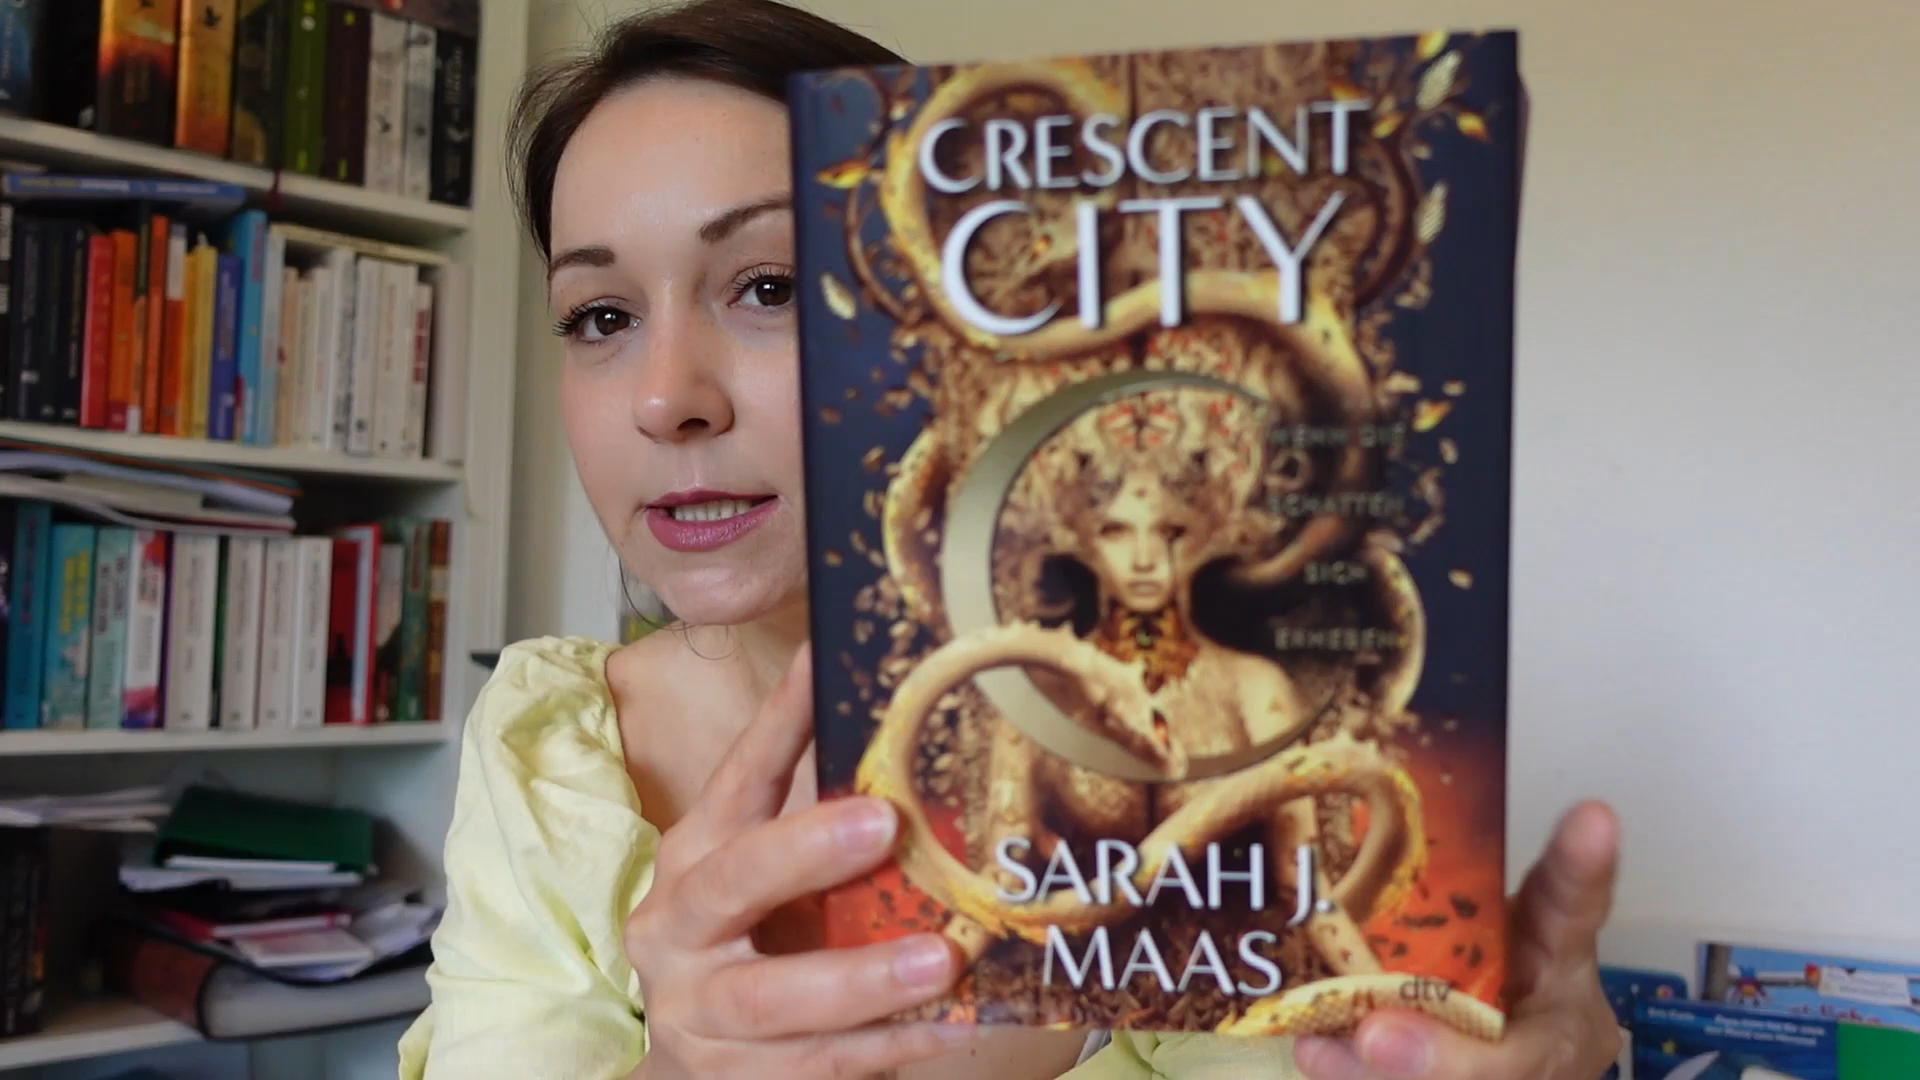 CRESCENT
CITY
WENN DIE
SCHATTEN
SICH
ERHEBEN
SARAH J.
MAAS
dtv